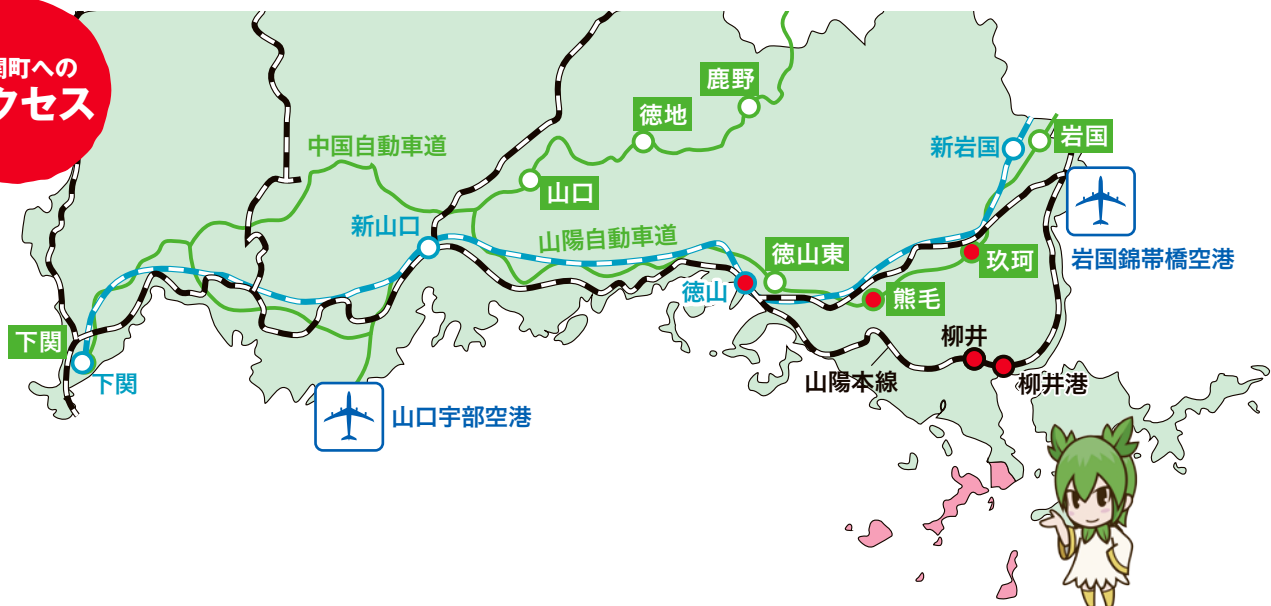 町への
クセス
鹿野
徳地
中国自動車道
山口
新岩国
岩国
新山口
山陽自動車道
徳山東
玖珂
岩国錦帯橋空港
徳山
熊毛
下関
下関
柳井
山陽本線
柳井港
山口宇部空港